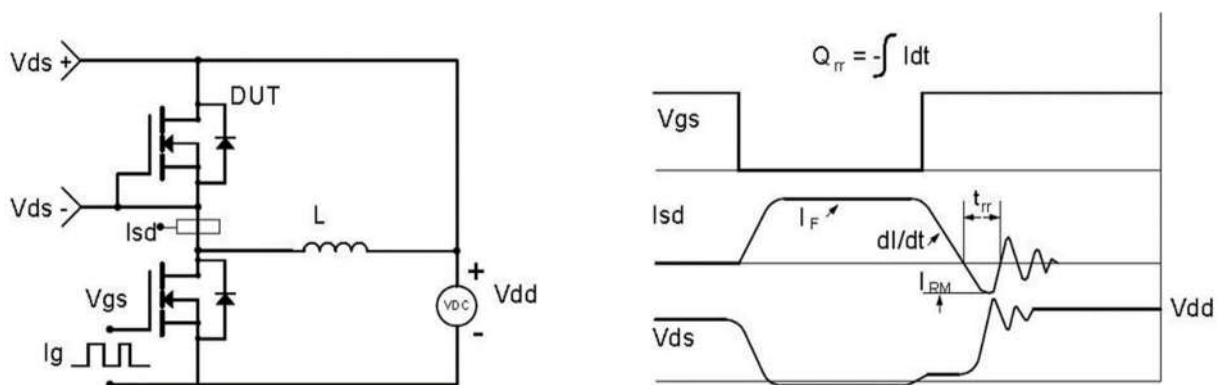 Vds +
DUT
Vds -
Isd
L
Vgs
Ig
+
VDC
-
Vdd
Q_rr = -∫ Idt
Vgs
Isd
I_F
dI/dt
t_rr
I_RM
Vdd
Vds